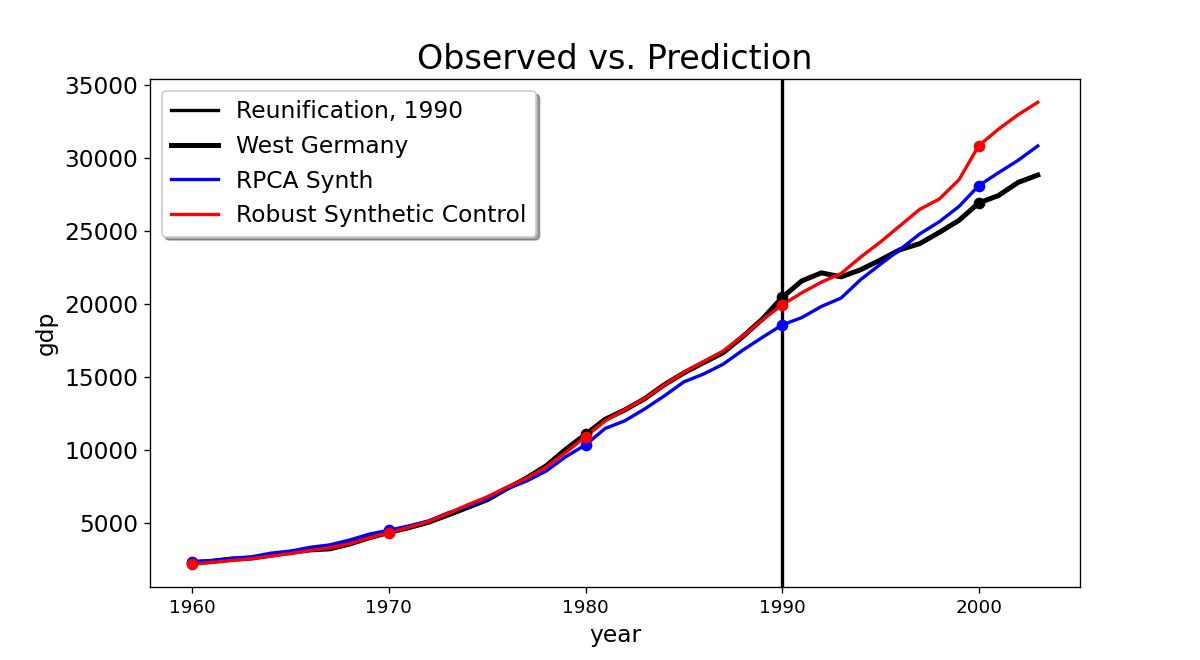 Observed vs. Prediction
35000
30000
25000
20000
15000
10000
5000
gdp
Reunification, 1990
West Germany
RPCA Synth
Robust Synthetic Control
1960 1970 1980 1990 2000
year